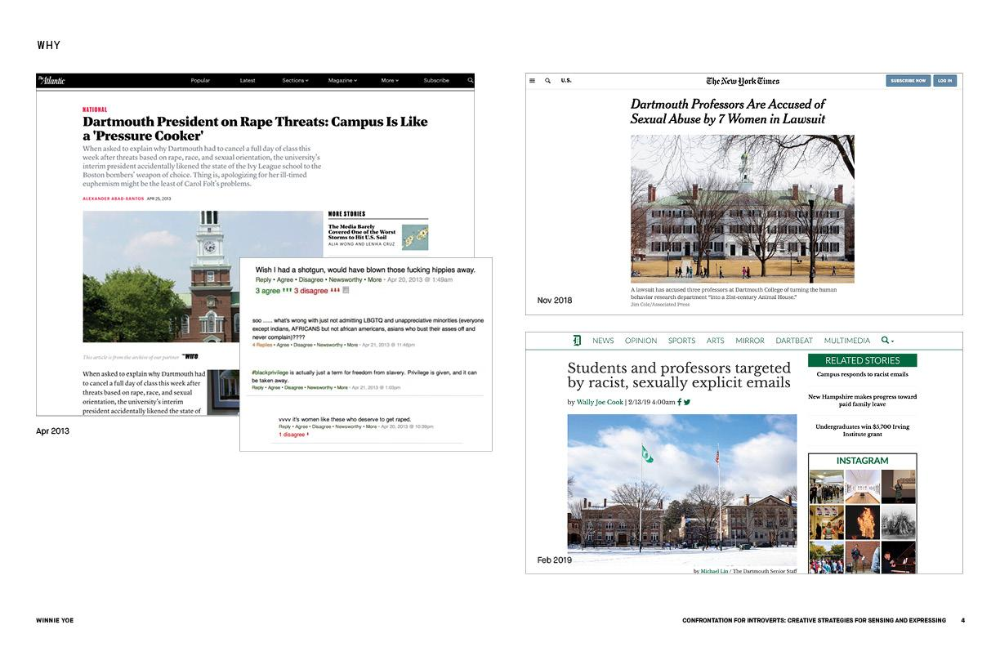 WHY
The Atlantic
Popular Latest Sections Magazine More Subscribe
NATIONAL
Dartmouth President on Rape Threats: Campus Is Like
a 'Pressure Cooker'
When asked to explain why Dartmouth had to cancel a full day of class this
week after threats based on rape, race, and sexual orientation, the university's
interim president accidentally likened the state of the Ivy League school to the
Boston bombers' weapon of choice. Thing is, apologizing for her ill-timed
euphemism might be the least of Carol Folt's problems.
ALEXANDER ABAD-SANTOS APR 25, 2013
MORE STORIES
The Media Barely
Covered One of the Worst
Storms to Hit U.S. Soil
ALIA WONG AND LENIKA CRUZ
This article is from the archive of our partner The Wire.
When asked to explain why Dartmouth had
to cancel a full day of class this week after
threats based on rape, race, and sexual
orientation, the university's interim
president accidentally likened the state of
Apr 2013
Wish I had a shotgun, would have blown those fucking hippies away.
Reply • Agree • Disagree • Newsworthy • More - Apr 20, 2013 @ 1:49am
3 agree 3 disagree
soo ...... what's wrong with just not admitting LBGTQ and unappreciative minorities (everyone
except indians, AFRICANS but not african americans, asians who bust their asses off and
never complain)????
4 Replies • Agree • Disagree • Newsworthy • More - Apr 21, 2013 @ 11:46pm
#blackprivilege is actually just a term for freedom from slavery. Privilege is given, and it can
be taken away.
Reply • Agree • Disagree • Newsworthy • More - Apr 21, 2013 @ 1:03pm
vvvv it's women like these who deserve to get raped.
Reply • Agree • Disagree • Newsworthy • More - Apr 20, 2013 @ 10:39pm
1 disagree
U.S. The New York Times SUBSCRIBE NOW LOG IN
Dartmouth Professors Are Accused of
Sexual Abuse by 7 Women in Lawsuit
A lawsuit has accused three professors at Dartmouth College of turning the human
behavior research department "into a 21st-century Animal House."
Jim Cole/Associated Press
Nov 2018
D NEWS OPINION SPORTS ARTS MIRROR DARTBEAT MULTIMEDIA
Students and professors targeted
by racist, sexually explicit emails
by Wally Joe Cook | 2/13/19 4:00am
by Michael Lin / The Dartmouth Senior Staff
RELATED STORIES
Campus responds to racist emails
New Hampshire makes progress toward
paid family leave
Undergraduates win $5,700 Irving
Institute grant
INSTAGRAM
Feb 2019
WINNIE YOE
CONFRONTATION FOR INTROVERTS: CREATIVE STRATEGIES FOR SENSING AND EXPRESSING 4